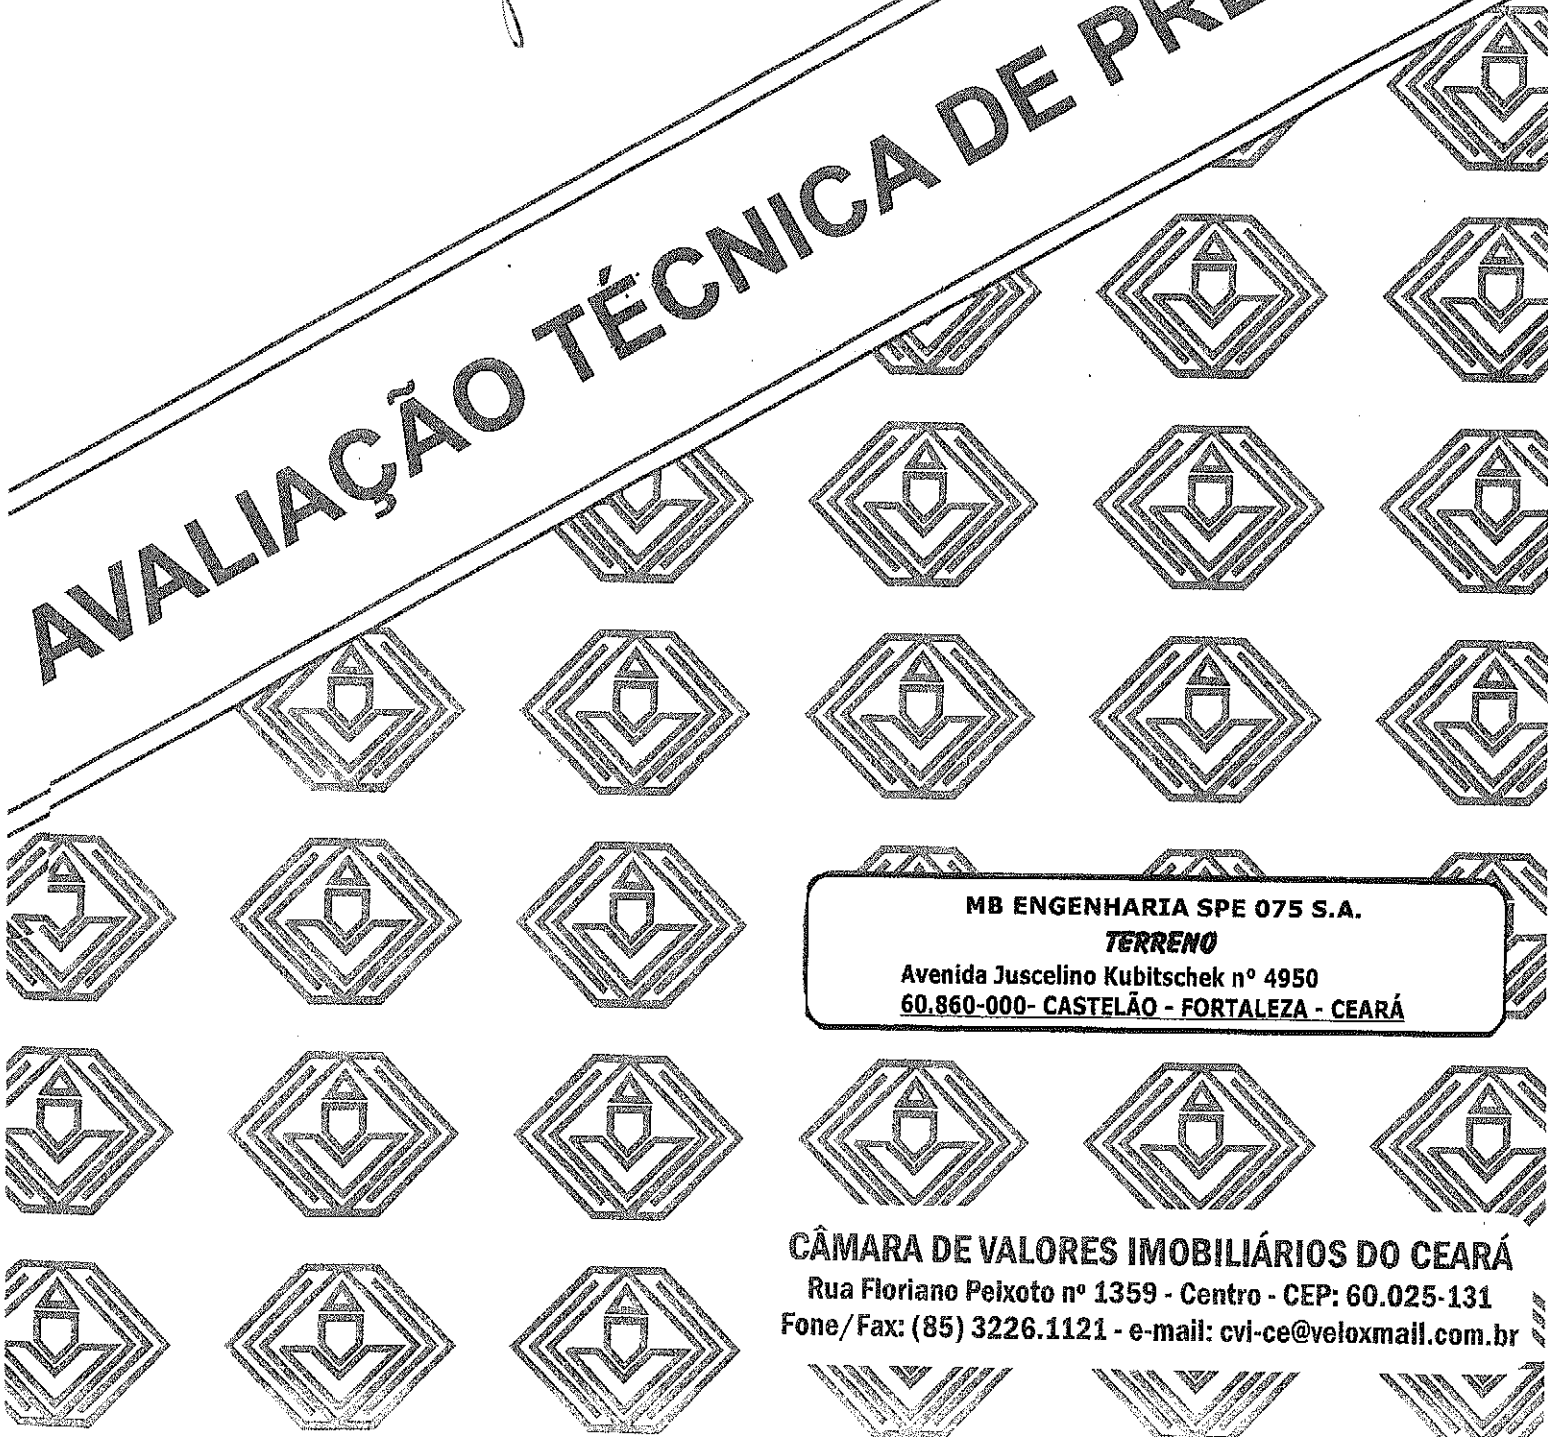 AVALIAÇÃO TÉCNICA DE PRE
MB ENGENHARIA SPE 075 S.A.
TERRENO
Avenida Juscelino Kubitschek nº 4950
60.860-000- CASTELÃO - FORTALEZA - CEARÁ
CÂMARA DE VALORES IMOBILIÁRIOS DO CEARÁ
Rua Floriano Peixoto nº 1359 - Centro - CEP: 60.025-131
Fone/Fax: (85) 3226.1121 - e-mail: cvi-ce@veloxmail.com.br